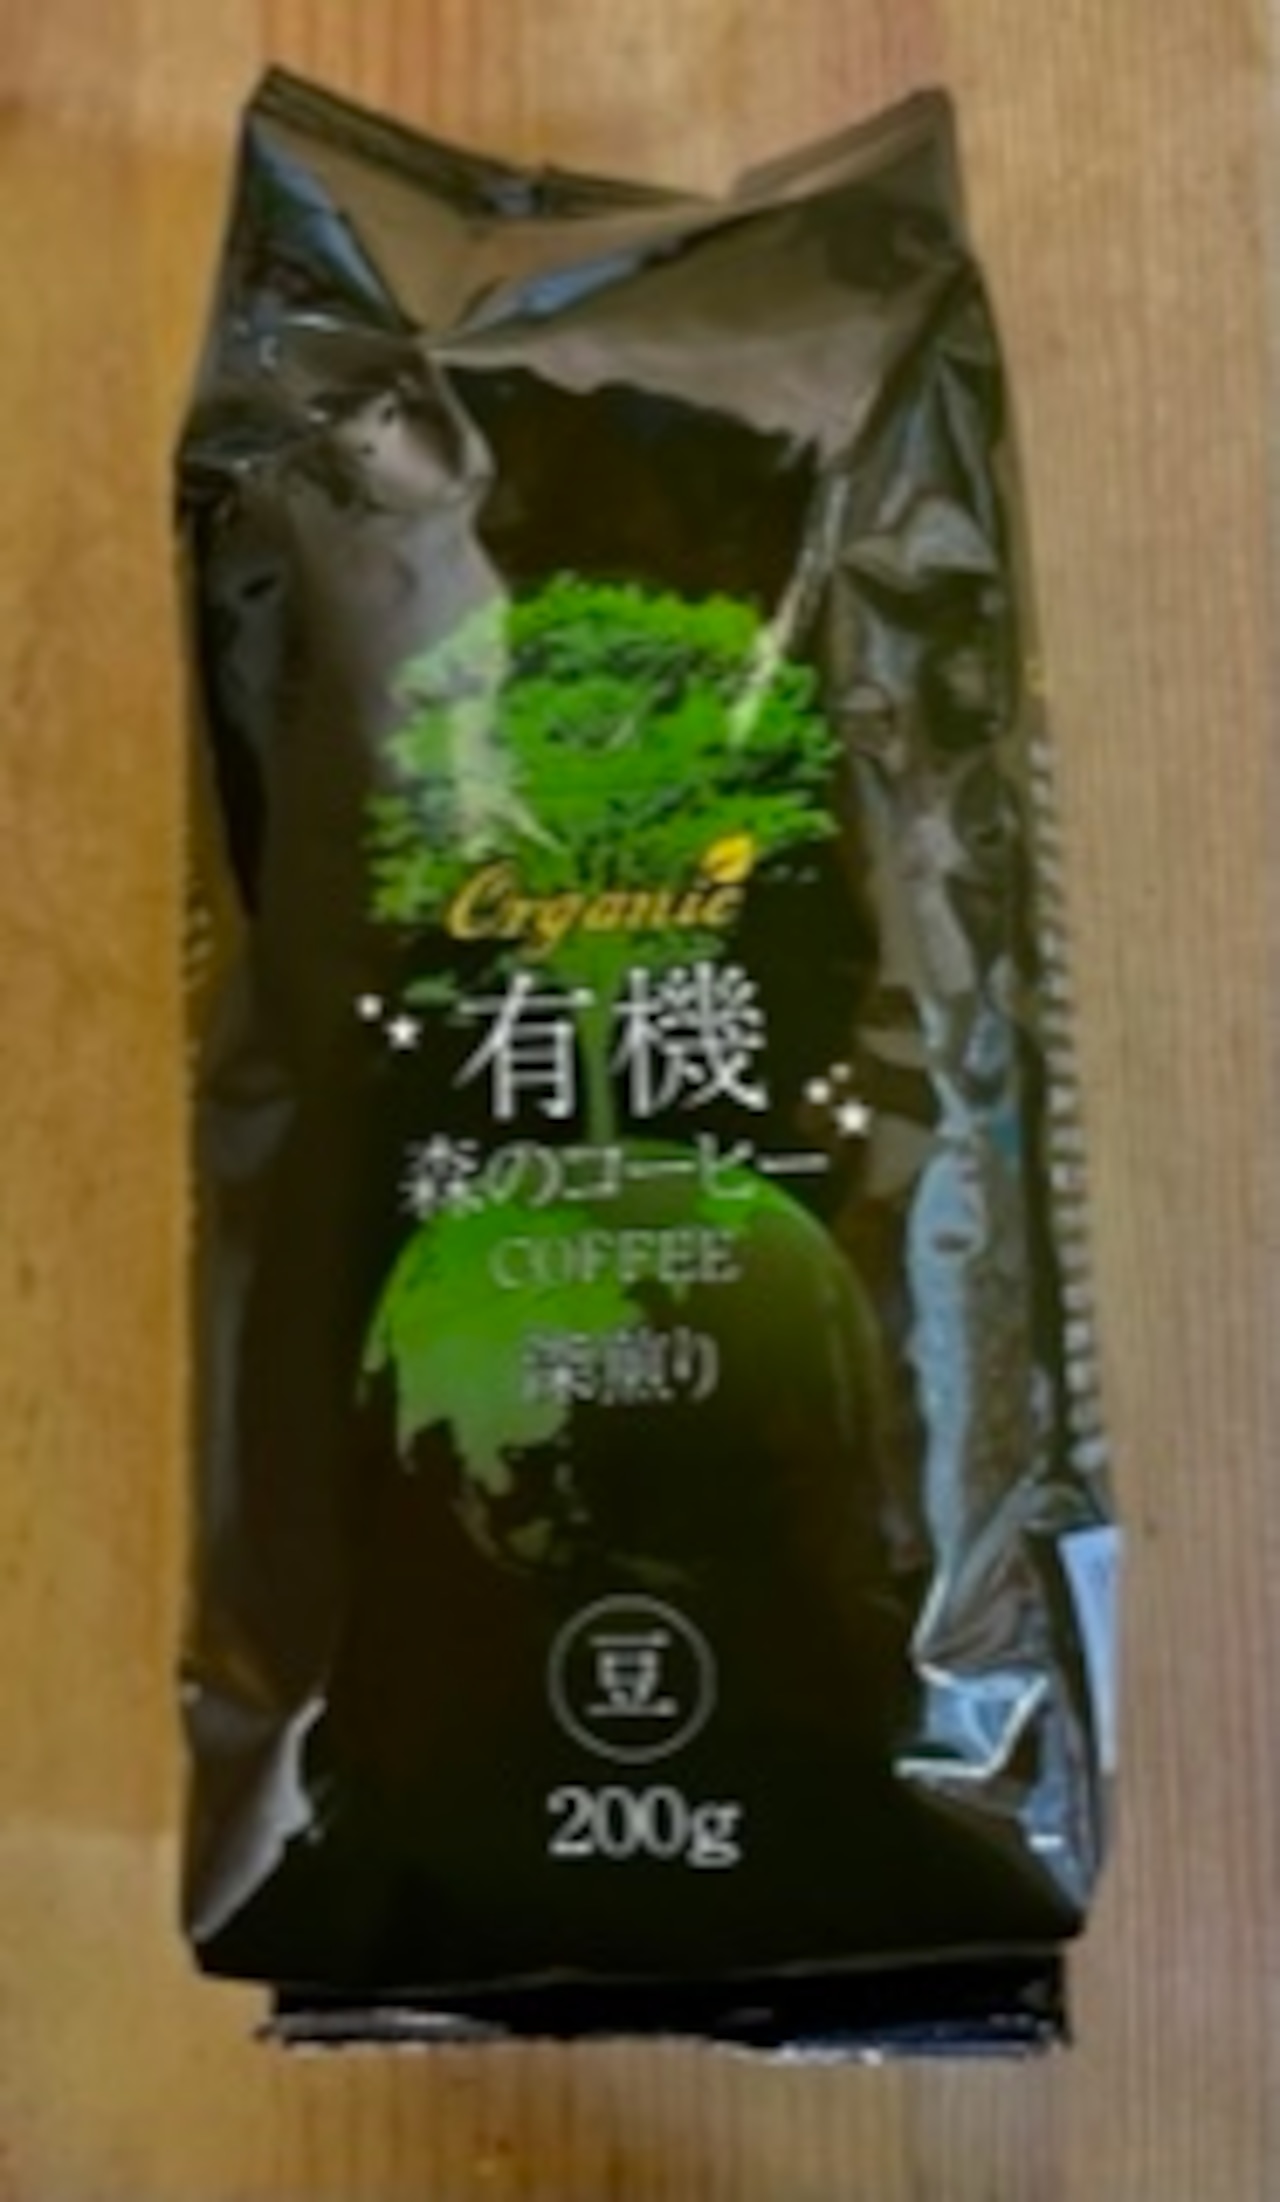 Organic
有機
森のコーヒー
COFFEE
深煎り
豆
200g